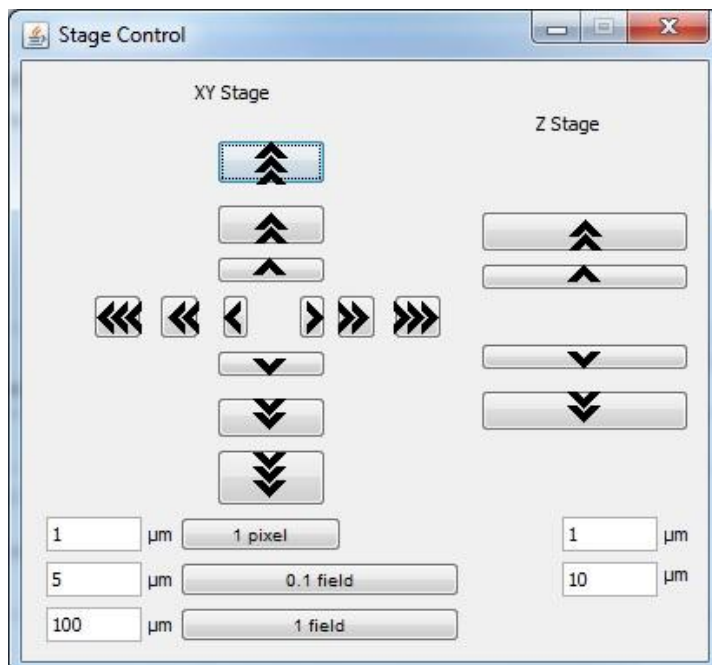 Stage Control
XY Stage
Z Stage
1 μm 1 pixel
1 μm
5 μm 0.1 field
10 μm
100 μm 1 field